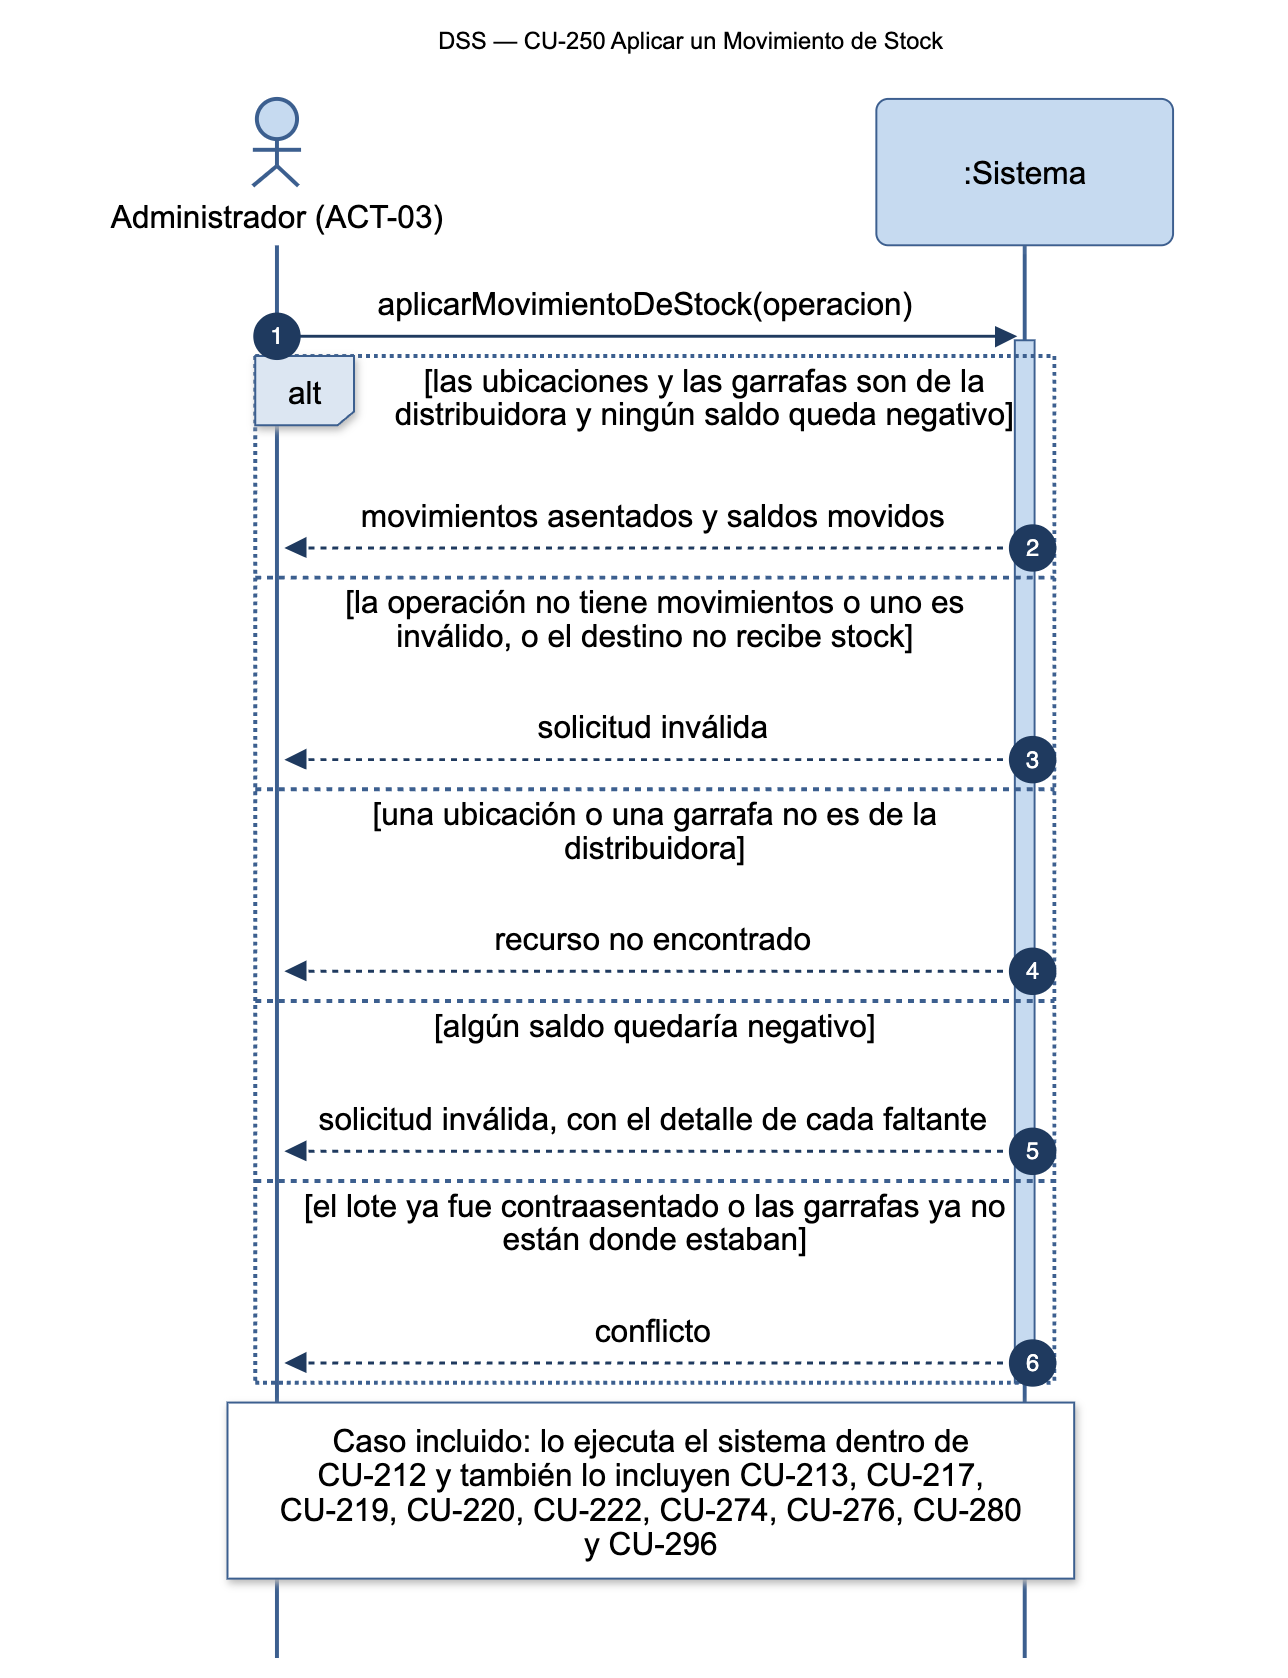 DSS — CU-250 Aplicar un Movimiento de Stock
:Sistema
Administrador (ACT-03)
aplicarMovimientoDeStock(operacion)
1
alt
[las ubicaciones y las garrafas son de la
distribuidora y ningún saldo queda negativo]
movimientos asentados y saldos movidos
2
[la operación no tiene movimientos o uno es
inválido, o el destino no recibe stock]
solicitud inválida
3
[una ubicación o una garrafa no es de la
distribuidora]
recurso no encontrado
4
[algún saldo quedaría negativo]
solicitud inválida, con el detalle de cada faltante
5
[el lote ya fue contraasentado o las garrafas ya no
están donde estaban]
conflicto
6
Caso incluido: lo ejecuta el sistema dentro de
CU-212 y también lo incluyen CU-213, CU-217,
CU-219, CU-220, CU-222, CU-274, CU-276, CU-280
y CU-296